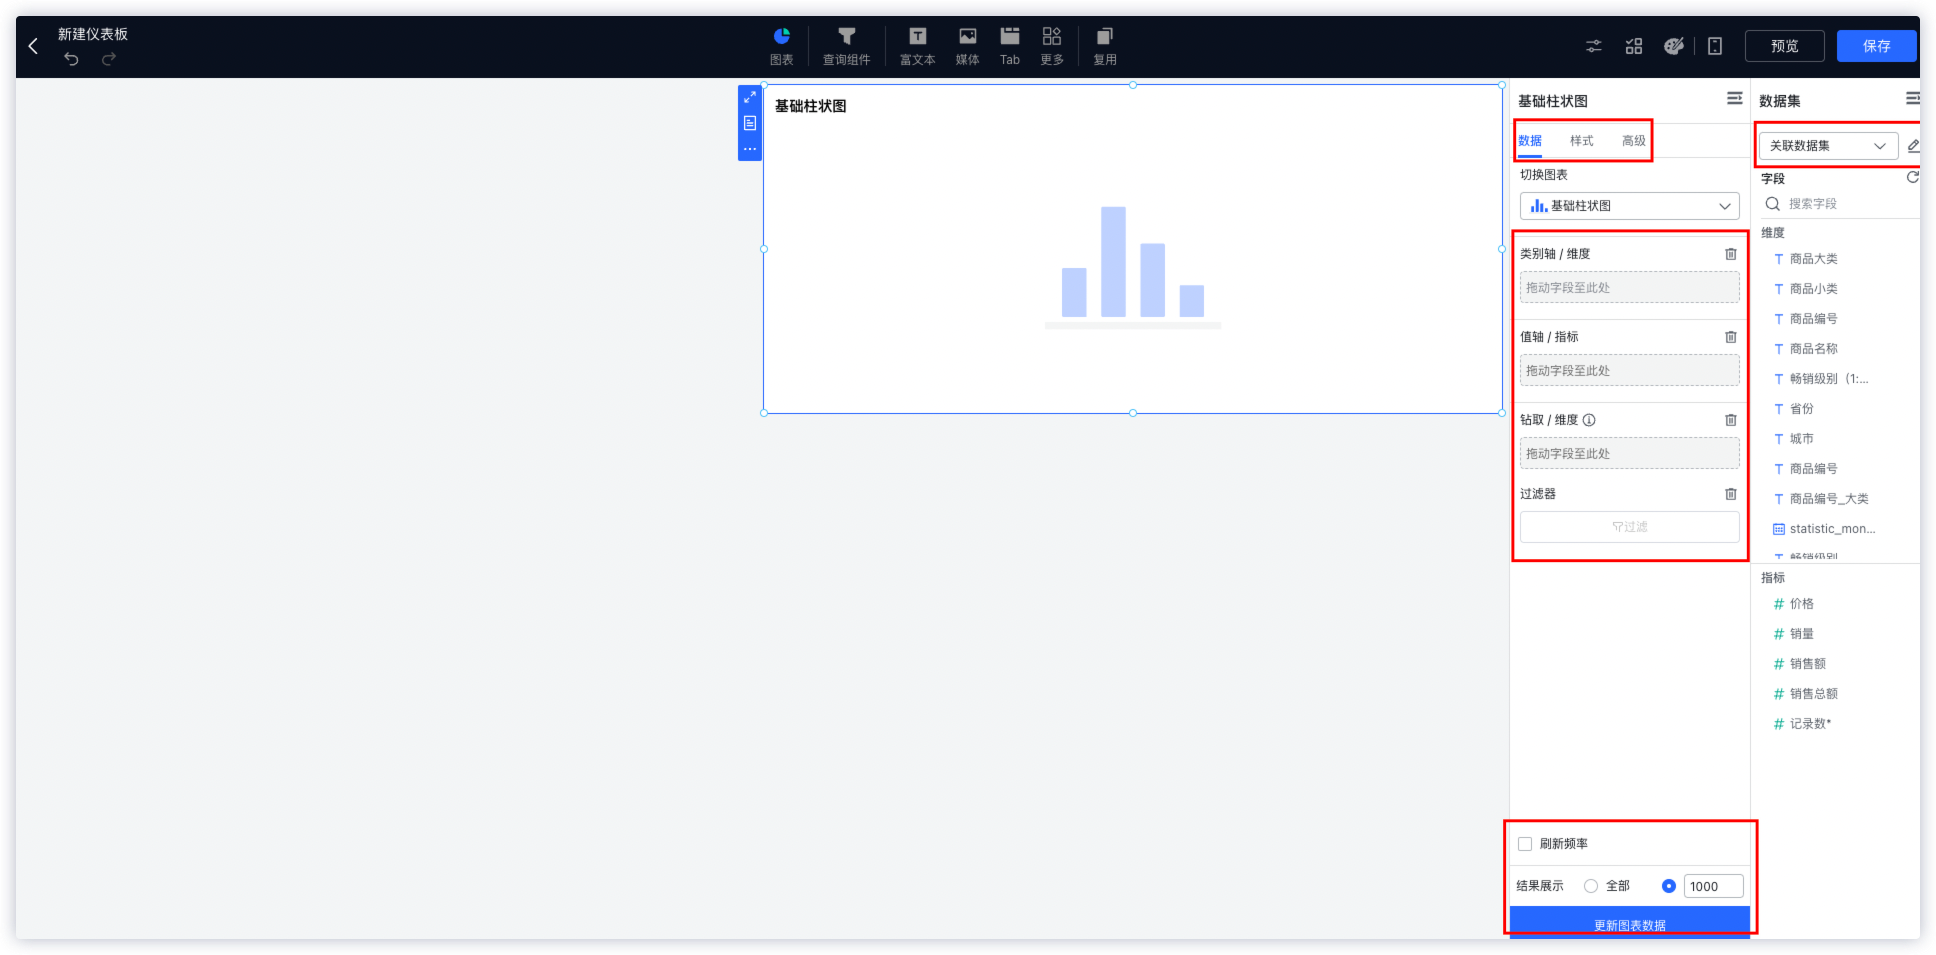 新建仪表板
图表
查询组件
富文本
媒体
Tab
更多
复用
预览
保存
基础柱状图
基础柱状图
数据
样式
高级
切换图表
基础柱状图
类别轴 / 维度
拖动字段至此处
值轴 / 指标
拖动字段至此处
钻取 / 维度
拖动字段至此处
过滤器
过滤
刷新频率
结果展示
全部
1000
更新图表数据
数据集
关联数据集
字段
搜索字段
维度
T 商品大类
T 商品小类
T 商品编号
T 商品名称
T 畅销级别（1:...
T 省份
T 城市
T 商品编号
T 商品编号_大类
statistic_mon...
T 畅销级别
指标
# 价格
# 销量
# 销售额
# 销售总额
# 记录数*